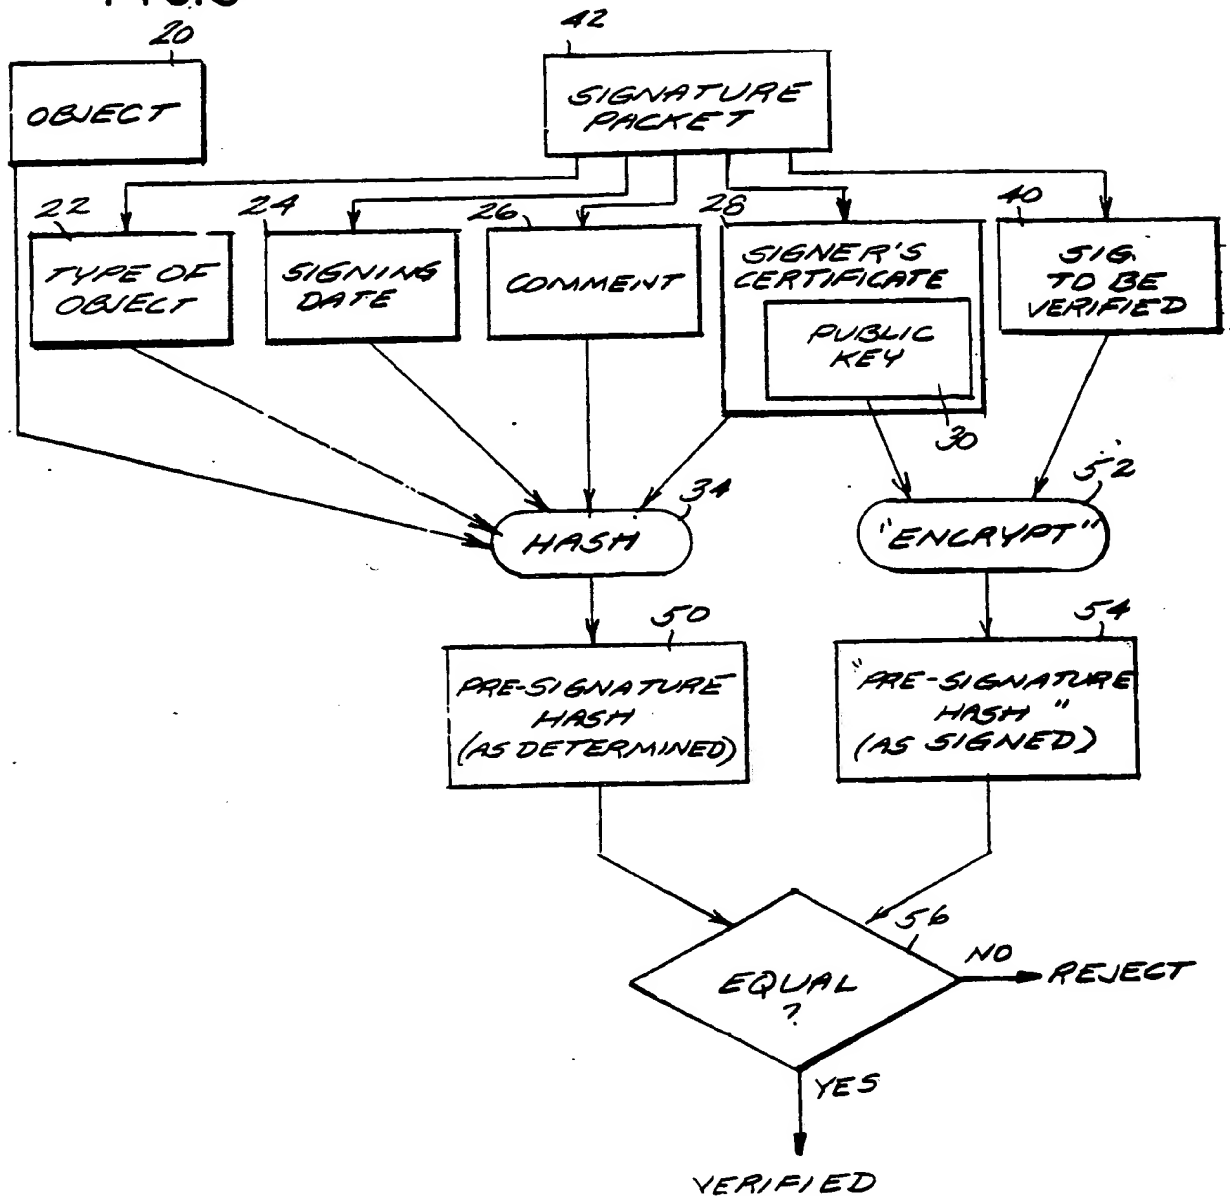 20
42
OBJECT
SIGNATURE
PACKET
22
24
26
28
40
TYPE OF
OBJECT
SIGNING
DATE
COMMENT
SIGNER'S
CERTIFICATE
PUBLIC
KEY
30
SIG.
TO BE
VERIFIED
34
HASH
52
"ENCRYPT"
50
PRE-SIGNATURE
HASH
(AS DETERMINED)
54
"PRE-SIGNATURE
HASH"
(AS SIGNED)
56
EQUAL
?
NO
REJECT
YES
VERIFIED